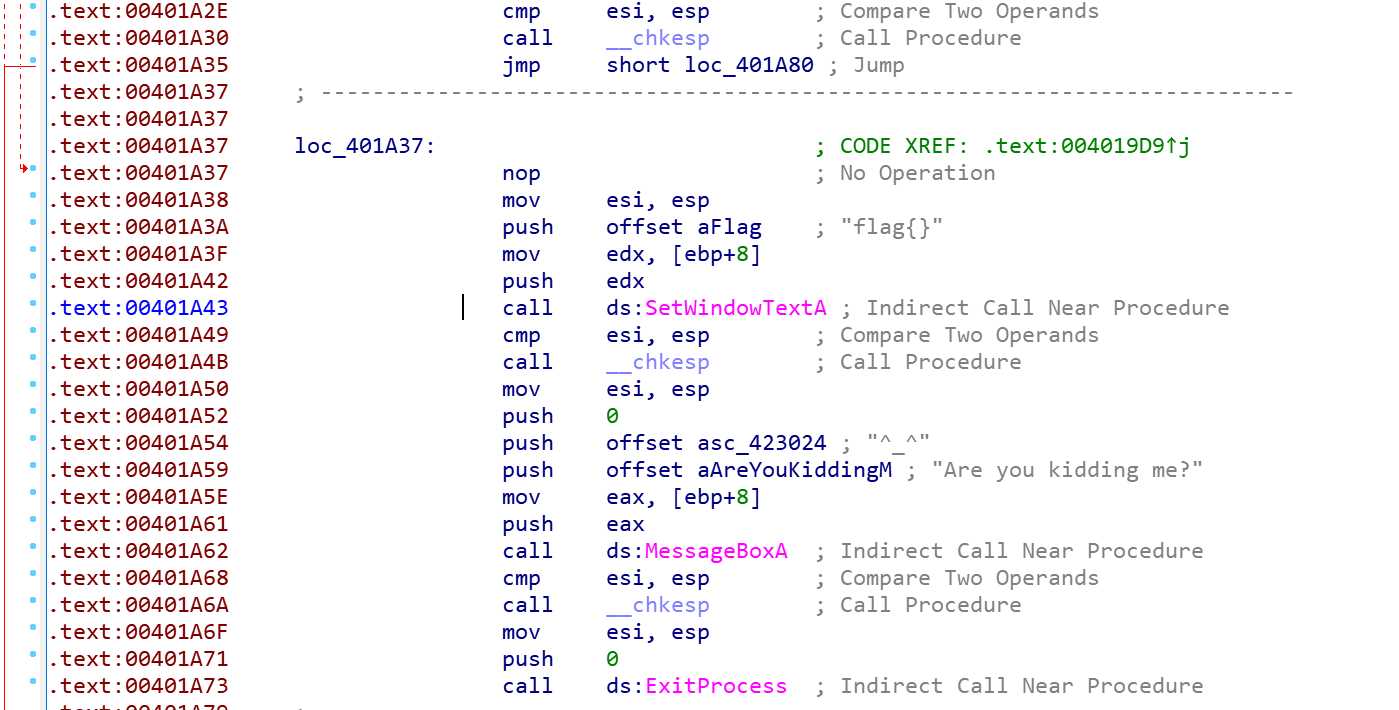 .text:00401A2E cmp esi, esp ; Compare Two Operands
.text:00401A30 call __chkesp ; Call Procedure
.text:00401A35 jmp short loc_401A80 ; Jump
.text:00401A37 ; ---------------------------------------------------------------------------
.text:00401A37
.text:00401A37 loc_401A37: ; CODE XREF: .text:004019D9↑j
.text:00401A37 nop ; No Operation
.text:00401A38 mov esi, esp
.text:00401A3A push offset aFlag ; "flag{}"
.text:00401A3F mov edx, [ebp+8]
.text:00401A42 push edx
.text:00401A43 call ds:SetWindowTextA ; Indirect Call Near Procedure
.text:00401A49 cmp esi, esp ; Compare Two Operands
.text:00401A4B call __chkesp ; Call Procedure
.text:00401A50 mov esi, esp
.text:00401A52 push 0
.text:00401A54 push offset asc_423024 ; "^_^"
.text:00401A59 push offset aAreYouKiddingM ; "Are you kidding me?"
.text:00401A5E mov eax, [ebp+8]
.text:00401A61 push eax
.text:00401A62 call ds:MessageBoxA ; Indirect Call Near Procedure
.text:00401A68 cmp esi, esp ; Compare Two Operands
.text:00401A6A call __chkesp ; Call Procedure
.text:00401A6F mov esi, esp
.text:00401A71 push 0
.text:00401A73 call ds:ExitProcess ; Indirect Call Near Procedure